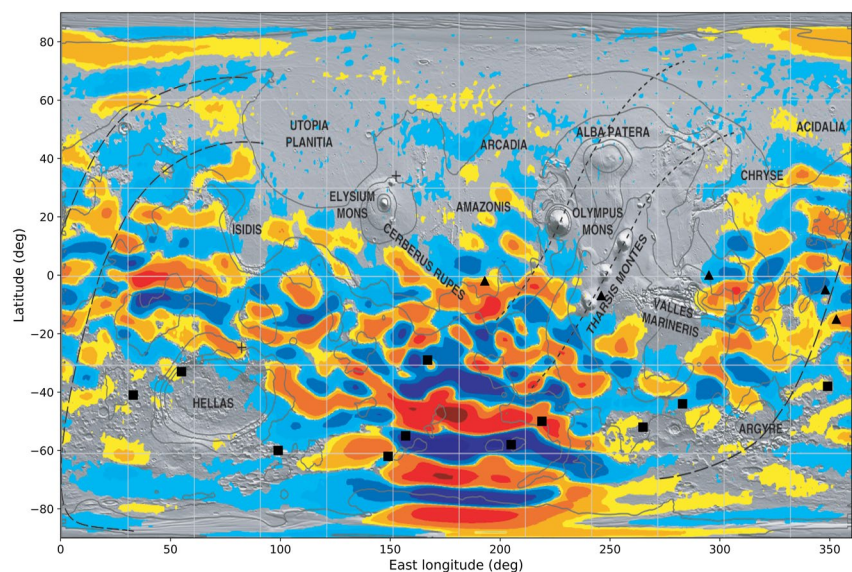 80
60
40
20
0
−20
−40
−60
−80
Latitude (deg)
UTOPIA
PLANITIA
ARCADIA
ALBA PATERA
ACIDALIA
CHRYSE
ELYSIUM
MONS
AMAZONIS
OLYMPUS
MONS
ISIDIS
CERBERUS RUPES
THARSIS MONTES
VALLES
MARINERIS
HELLAS
ARGYRE
0 50 100 150 200 250 300 350
East longitude (deg)